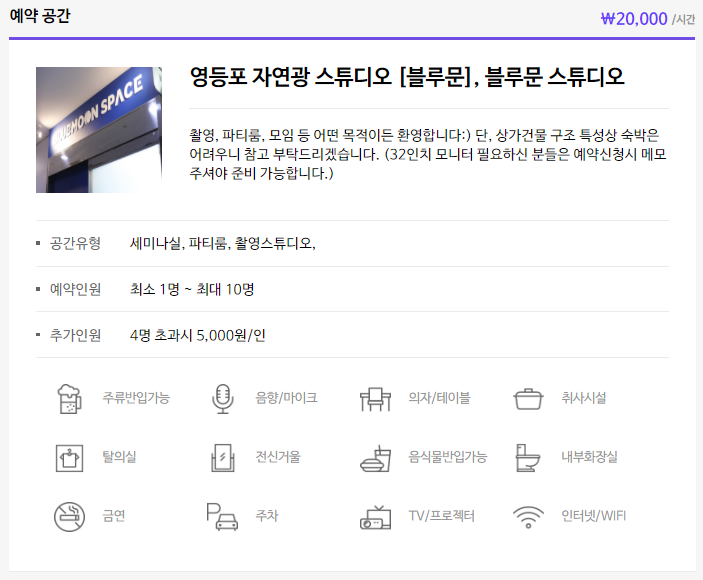 예약 공간
₩20,000 /시간
BLUEMOON SPACE
영등포 자연광 스튜디오 [블루문], 블루문 스튜디오
촬영, 파티룸, 모임 등 어떤 목적이든 환영합니다:) 단, 상가건물 구조 특성상 숙박은
어려우니 참고 부탁드리겠습니다. (32인치 모니터 필요하신 분들은 예약신청시 메모
주셔야 준비 가능합니다.)
공간유형 세미나실, 파티룸, 촬영스튜디오,
예약인원 최소 1명 ~ 최대 10명
추가인원 4명 초과시 5,000원/인
주류반입가능 음향/마이크 의자/테이블 취사시설
탈의실 전신거울 음식물반입가능 내부화장실
금연 주차 TV/프로젝터 인터넷/WIFI